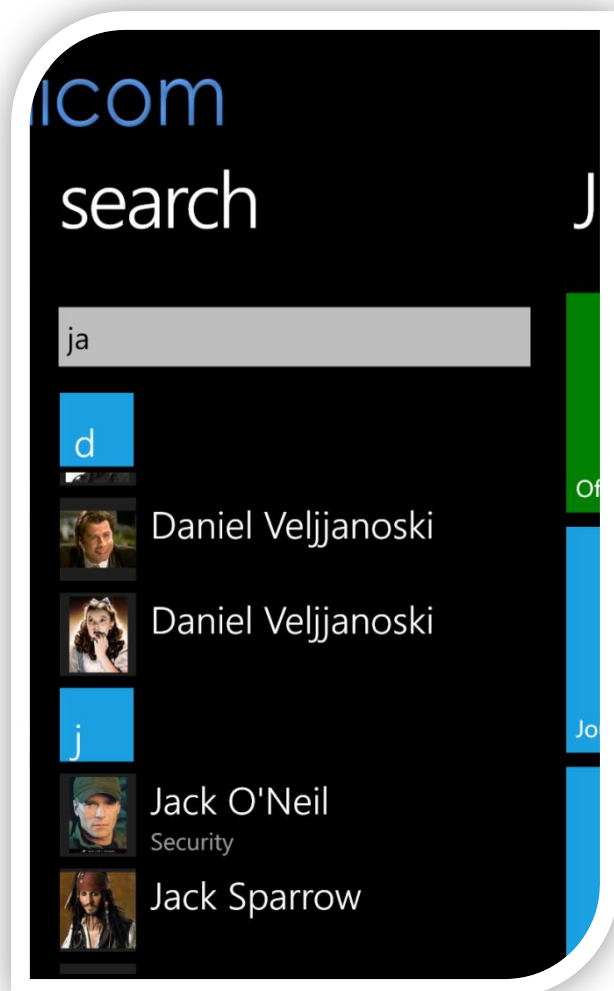 icom
search
J
ja
d
Daniel Veljjanoski
Of
Daniel Veljjanoski
j
Jo
Jack O'Neil
Security
Jack Sparrow